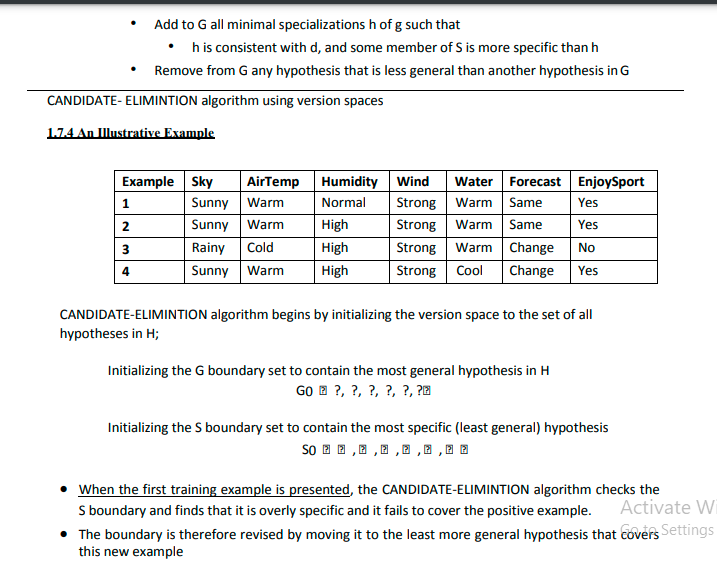 • Add to G all minimal specializations h of g such that
• h is consistent with d, and some member of S is more specific than h
• Remove from G any hypothesis that is less general than another hypothesis in G
CANDIDATE- ELIMINTION algorithm using version spaces
1.7.4 An Illustrative Example
Example Sky AirTemp Humidity Wind Water Forecast EnjoySport
1 Sunny Warm Normal Strong Warm Same Yes
2 Sunny Warm High Strong Warm Same Yes
3 Rainy Cold High Strong Warm Change No
4 Sunny Warm High Strong Cool Change Yes
CANDIDATE-ELIMINTION algorithm begins by initializing the version space to the set of all
hypotheses in H;
Initializing the G boundary set to contain the most general hypothesis in H
G0 ⍰ ?, ?, ?, ?, ?, ?⍰
Initializing the S boundary set to contain the most specific (least general) hypothesis
S0 ⍰ ⍰ ,⍰ ,⍰ ,⍰ ,⍰ ,⍰ ⍰
• When the first training example is presented, the CANDIDATE-ELIMINTION algorithm checks the
S boundary and finds that it is overly specific and it fails to cover the positive example.
Activate Wi
• The boundary is therefore revised by moving it to the least more general hypothesis that covers
Go to Settings
this new example